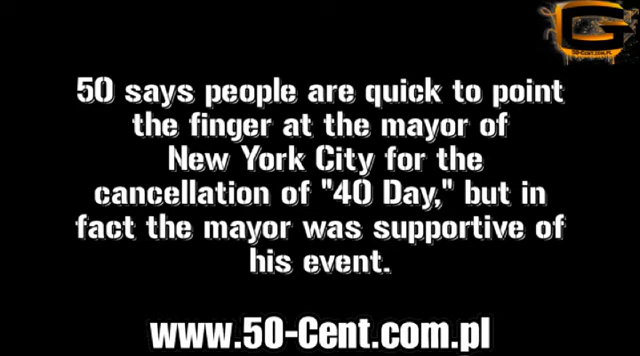 50 says people are quick to point
the finger at the mayor of
New York City for the
cancellation of "40 Day," but in
fact the mayor was supportive of
his event.
www.50-Cent.com.pl